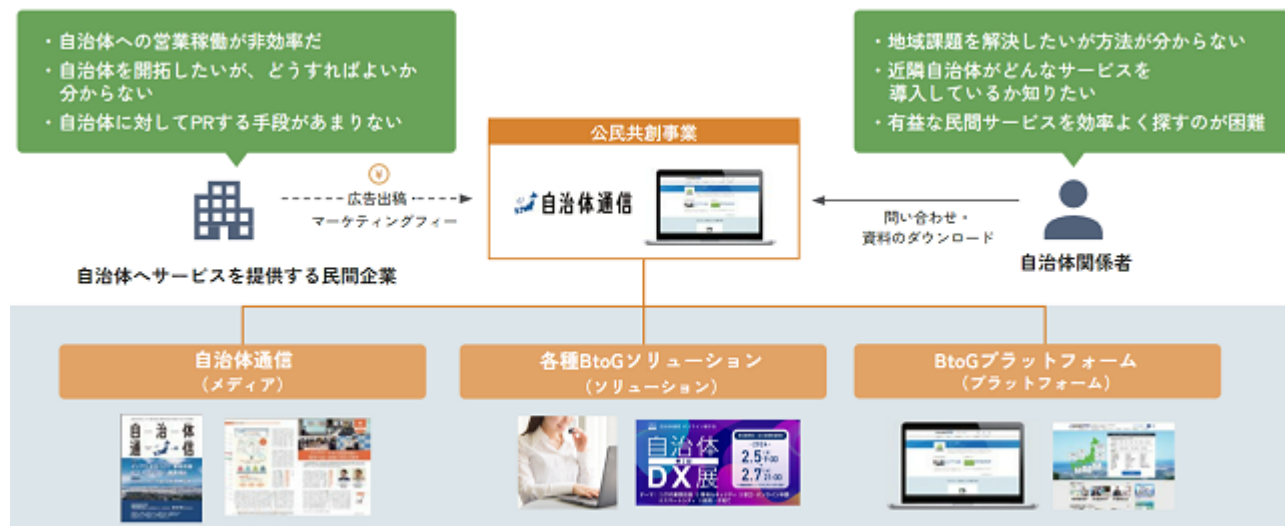 ・自治体への営業稼働が非効率だ
・自治体を開拓したいが、どうすればよいか
分からない
・自治体に対してPRする手段があまりない
・地域課題を解決したいが方法が分からない
・近隣自治体がどんなサービスを
導入しているか知りたい
・有益な民間サービスを効率よく探すのが困難
公民共創事業
自治体通信
¥
広告出稿・
マーケティングフィー
問い合わせ・
資料のダウンロード
自治体へサービスを提供する民間企業
自治体関係者
自治体通信
（メディア）
各種BtoGソリューション
（ソリューション）
BtoGプラットフォーム
（プラットフォーム）
自治体
通信
自治体
DX展
2.5
2.7